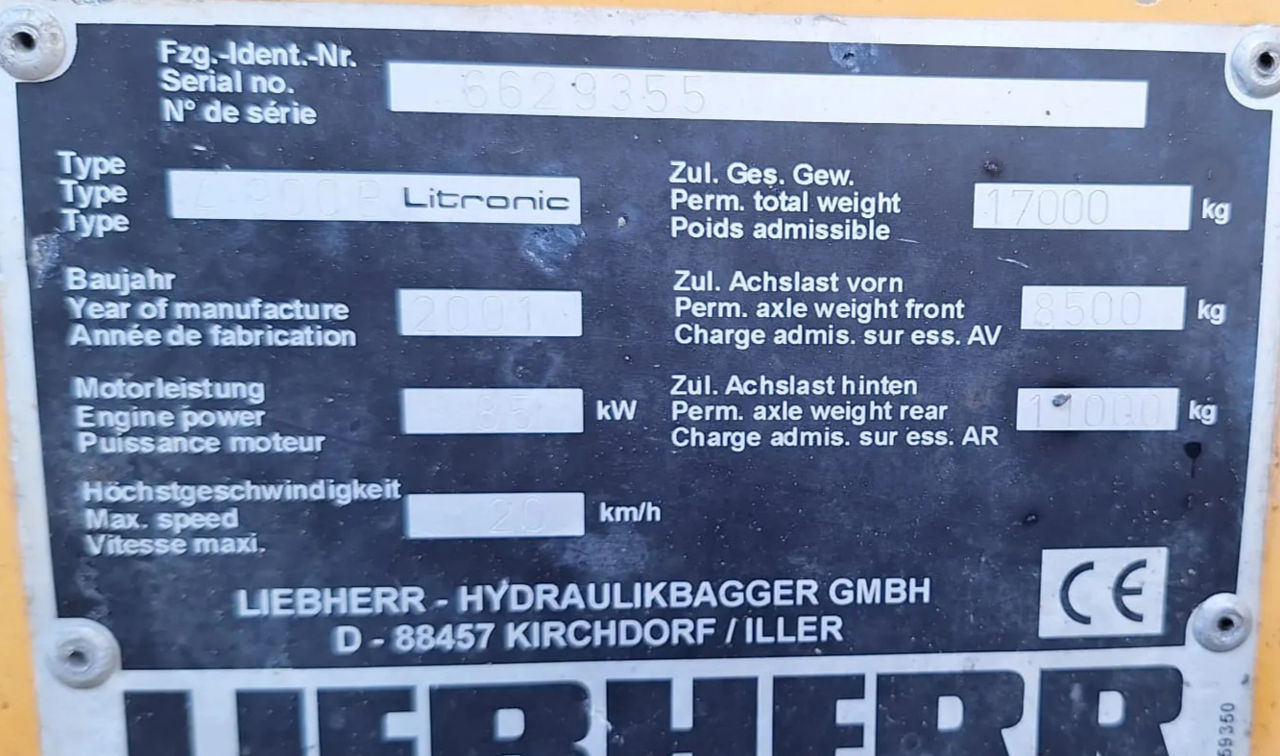 Fzg.-Ident.-Nr.
Serial no.
N° de série
6629355
Type
Type
Type
Litronic
Zul. Ges. Gew.
Perm. total weight
Poids admissible
17000 kg
Baujahr
Year of manufacture
Année de fabrication
2001
Zul. Achslast vorn
Perm. axle weight front
Charge admis. sur ess. AV
8500 kg
Motorleistung
Engine power
Puissance moteur
85 kW
Zul. Achslast hinten
Perm. axle weight rear
Charge admis. sur ess. AR
11000 kg
Höchstgeschwindigkeit
Max. speed
Vitesse maxi.
20 km/h
LIEBHERR - HYDRAULIKBAGGER GMBH
D - 88457 KIRCHDORF / ILLER
CE
LIEBHERR